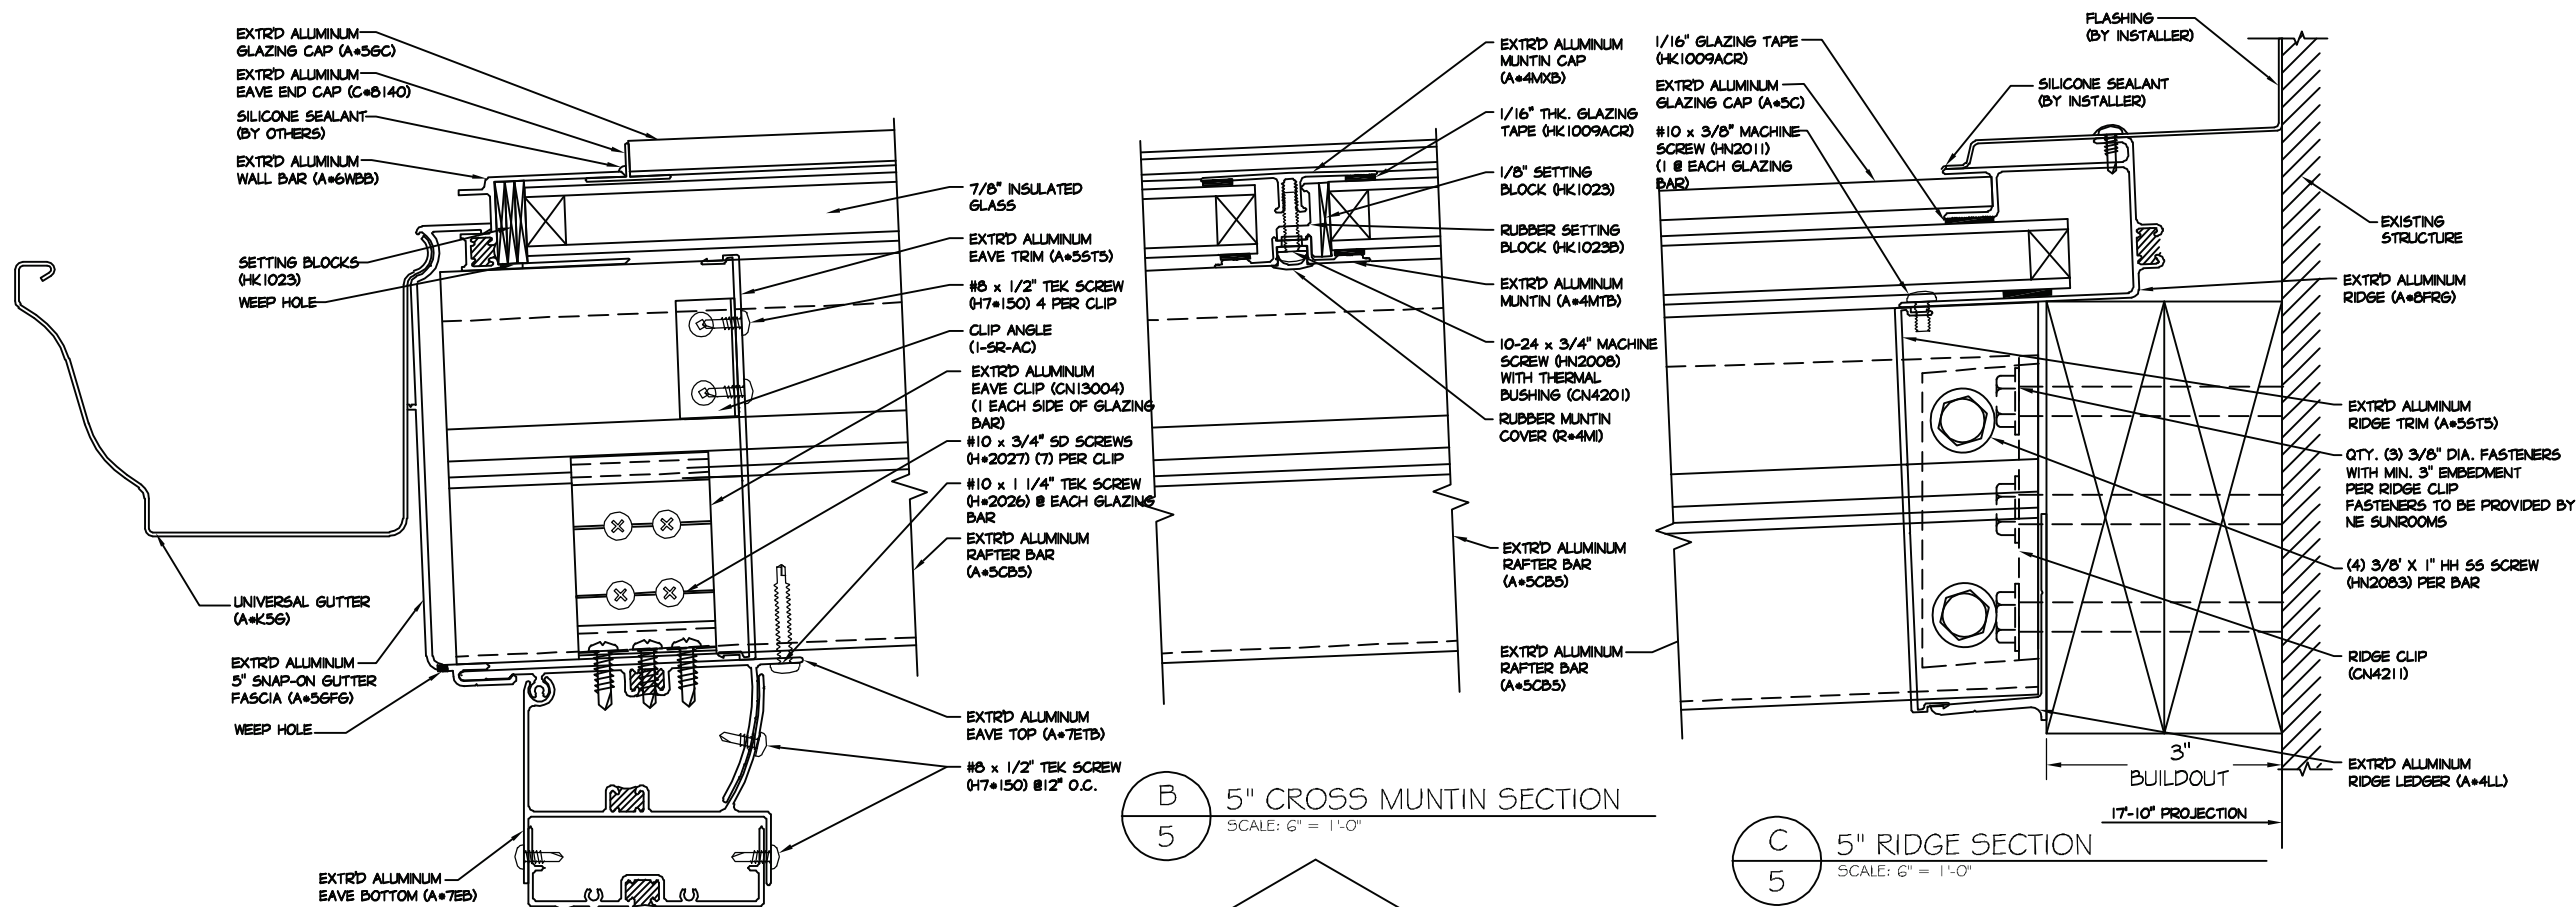 EXTR'D ALUMINUM
GLAZING CAP (A*5GC)
EXTR'D ALUMINUM
EAVE END CAP (C*8140)
SILICONE SEALANT
(BY OTHERS)
EXTR'D ALUMINUM
WALL BAR (A*6WBB)
SETTING BLOCKS
(HK1023)
WEEP HOLE
UNIVERSAL GUTTER
(A*K5G)
EXTR'D ALUMINUM
5" SNAP-ON GUTTER
FASCIA (A*5GFG)
WEEP HOLE
EXTR'D ALUMINUM
EAVE BOTTOM (A*7EB)
7/8" INSULATED
GLASS
EXTR'D ALUMINUM
EAVE TRIM (A*5ST5)
#8 x 1/2" TEK SCREW
(H7*150) 4 PER CLIP
CLIP ANGLE
(1-SR-AC)
EXTR'D ALUMINUM
EAVE CLIP (CN13004)
(1 EACH SIDE OF GLAZING
BAR)
#10 x 3/4" SD SCREWS
(H*2027) (7) PER CLIP
#10 x 1 1/4" TEK SCREW
(H*2026) @ EACH GLAZING
BAR
EXTR'D ALUMINUM
RAFTER BAR
(A*5CB5)
EXTR'D ALUMINUM
EAVE TOP (A*7ETB)
#8 x 1/2" TEK SCREW
(H7*150) @12" O.C.
EXTR'D ALUMINUM
MUNTIN CAP
(A*4MXB)
1/16" THK. GLAZING
TAPE (HK1009ACR)
1/8" SETTING
BLOCK (HK1023)
RUBBER SETTING
BLOCK (HK1023B)
EXTR'D ALUMINUM
MUNTIN (A*4MTB)
10-24 x 3/4" MACHINE
SCREW (HN2008)
WITH THERMAL
BUSHING (CN4201)
RUBBER MUNTIN
COVER (R*4MI)
EXTR'D ALUMINUM
RAFTER BAR
(A*5CB5)
EXTR'D ALUMINUM
RAFTER BAR
(A*5CB5)
B
5
5" CROSS MUNTIN SECTION
SCALE: 6" = 1'-0"
1/16" GLAZING TAPE
(HK1009ACR)
EXTR'D ALUMINUM
GLAZING CAP (A*5C)
#10 x 3/8" MACHINE
SCREW (HN2011)
(1 @ EACH GLAZING
BAR)
FLASHING
(BY INSTALLER)
SILICONE SEALANT
(BY INSTALLER)
EXISTING
STRUCTURE
EXTR'D ALUMINUM
RIDGE (A*8FRG)
EXTR'D ALUMINUM
RIDGE TRIM (A*5ST5)
QTY. (3) 3/8" DIA. FASTENERS
WITH MIN. 3" EMBEDMENT
PER RIDGE CLIP
FASTENERS TO BE PROVIDED BY
NE SUNROOMS
(4) 3/8' X 1" HH SS SCREW
(HN2083) PER BAR
RIDGE CLIP
(CN4211)
EXTR'D ALUMINUM
RIDGE LEDGER (A*4LL)
3"
BUILDOUT
17'-10" PROJECTION
C
5
5" RIDGE SECTION
SCALE: 6" = 1'-0"